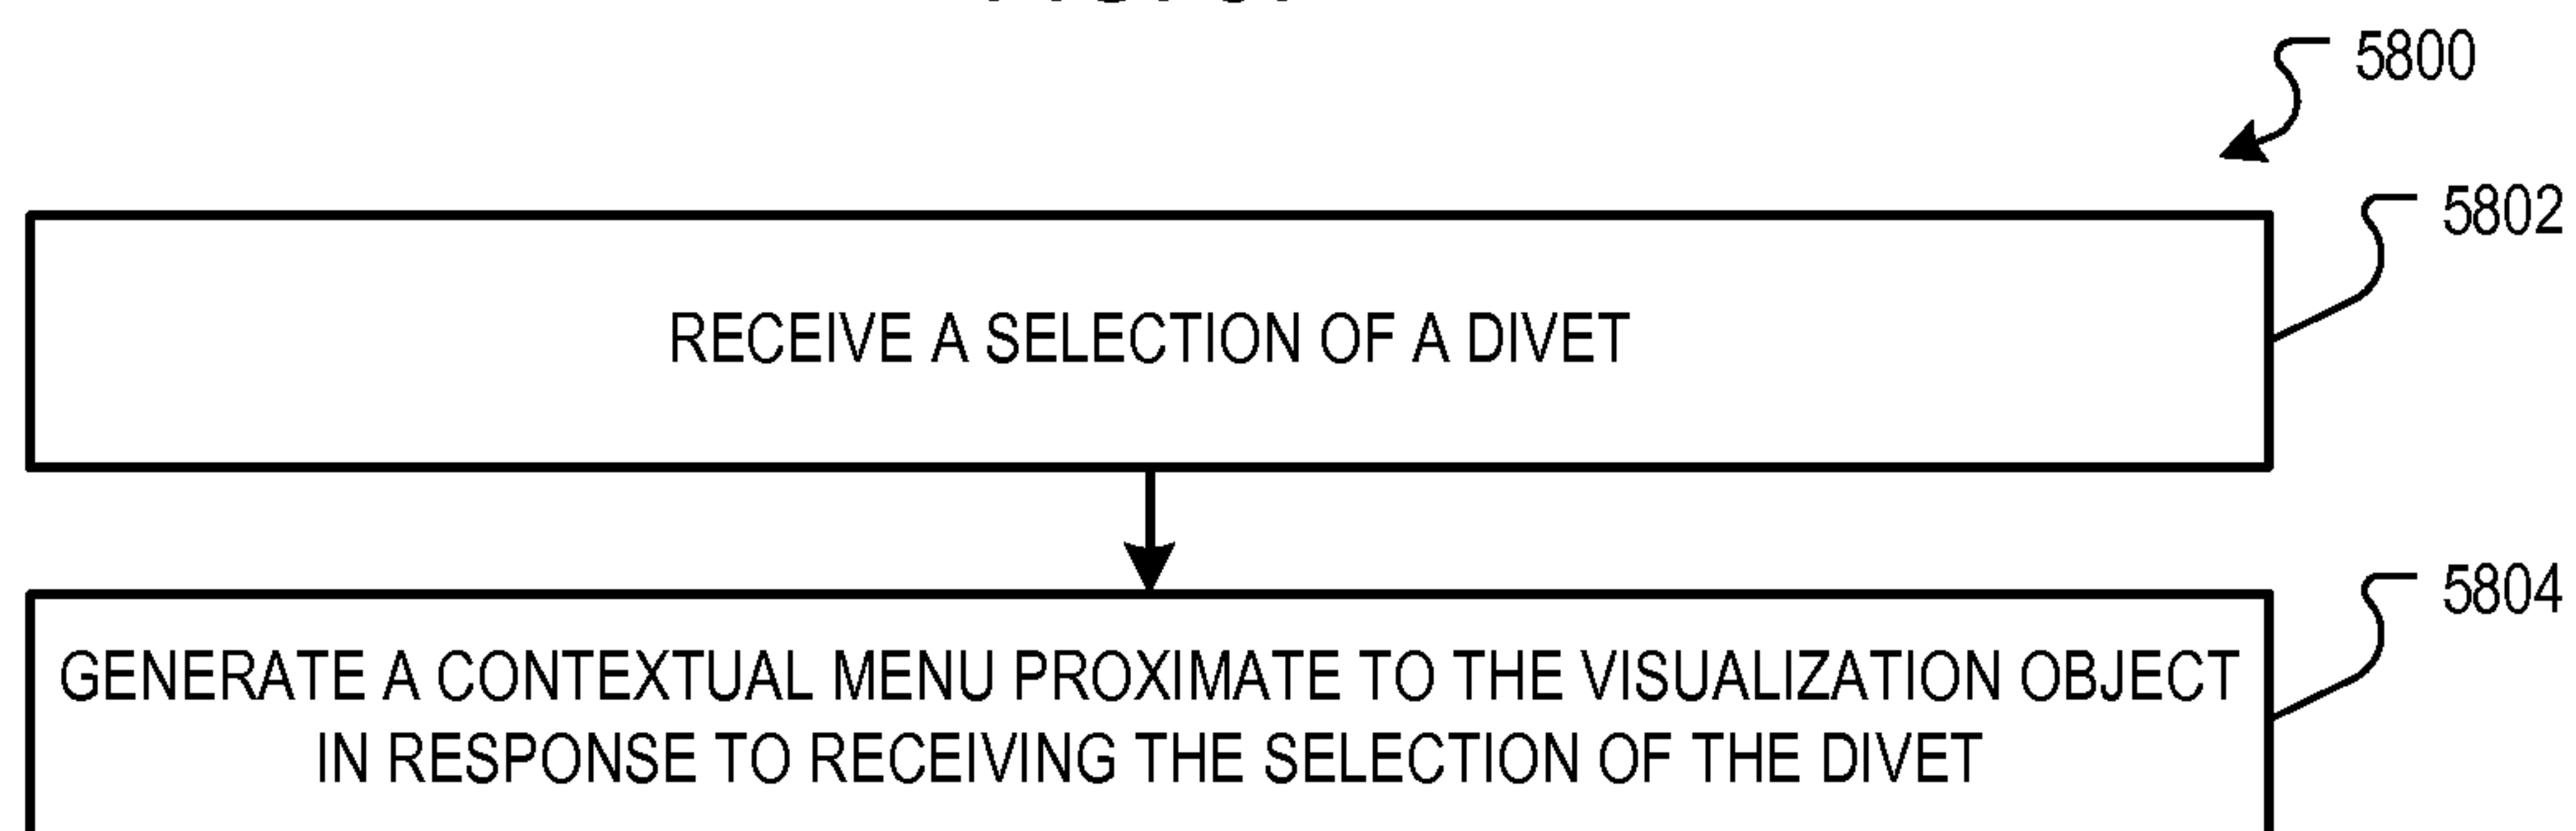 5800
5802
RECEIVE A SELECTION OF A DIVET
5804
GENERATE A CONTEXTUAL MENU PROXIMATE TO THE VISUALIZATION OBJECT
IN RESPONSE TO RECEIVING THE SELECTION OF THE DIVET